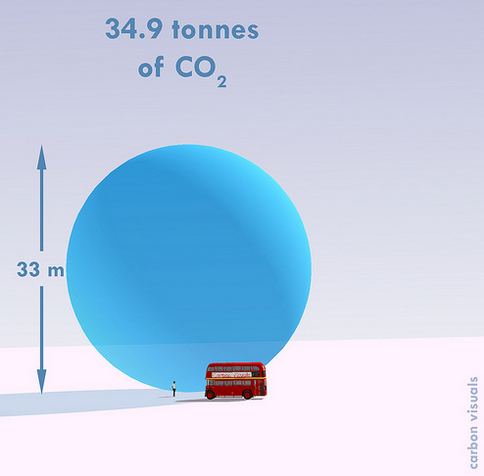 34.9 tonnes
of CO₂
33 m
carbon visuals